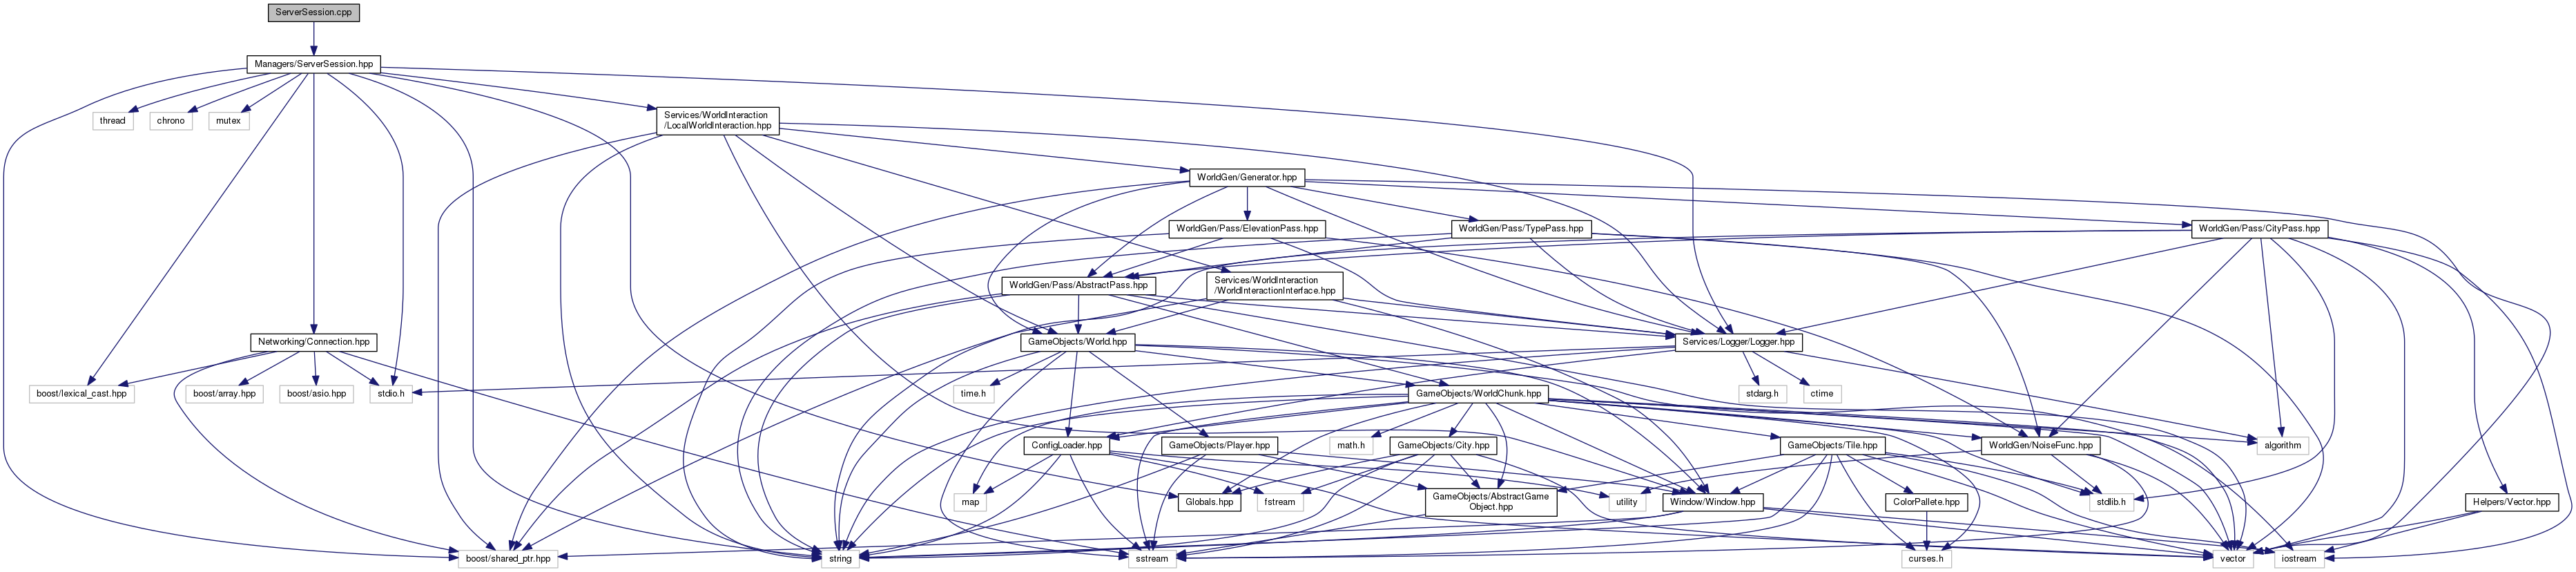 ServerSession.cpp
Managers/ServerSession.hpp
thread
chrono
mutex
Services/WorldInteraction
/LocalWorldInteraction.hpp
WorldGen/Generator.hpp
WorldGen/Pass/ElevationPass.hpp
WorldGen/Pass/TypePass.hpp
WorldGen/Pass/CityPass.hpp
WorldGen/Pass/AbstractPass.hpp
Services/WorldInteraction
/WorldInteractionInterface.hpp
Networking/Connection.hpp
GameObjects/World.hpp
Services/Logger/Logger.hpp
boost/lexical_cast.hpp
boost/array.hpp
boost/asio.hpp
stdio.h
time.h
GameObjects/WorldChunk.hpp
stdarg.h
ctime
ConfigLoader.hpp
GameObjects/Player.hpp
math.h
GameObjects/City.hpp
GameObjects/Tile.hpp
WorldGen/NoiseFunc.hpp
algorithm
map
Globals.hpp
fstream
GameObjects/AbstractGame
Object.hpp
utility
Window/Window.hpp
ColorPallete.hpp
stdlib.h
Helpers/Vector.hpp
boost/shared_ptr.hpp
string
sstream
curses.h
vector
iostream